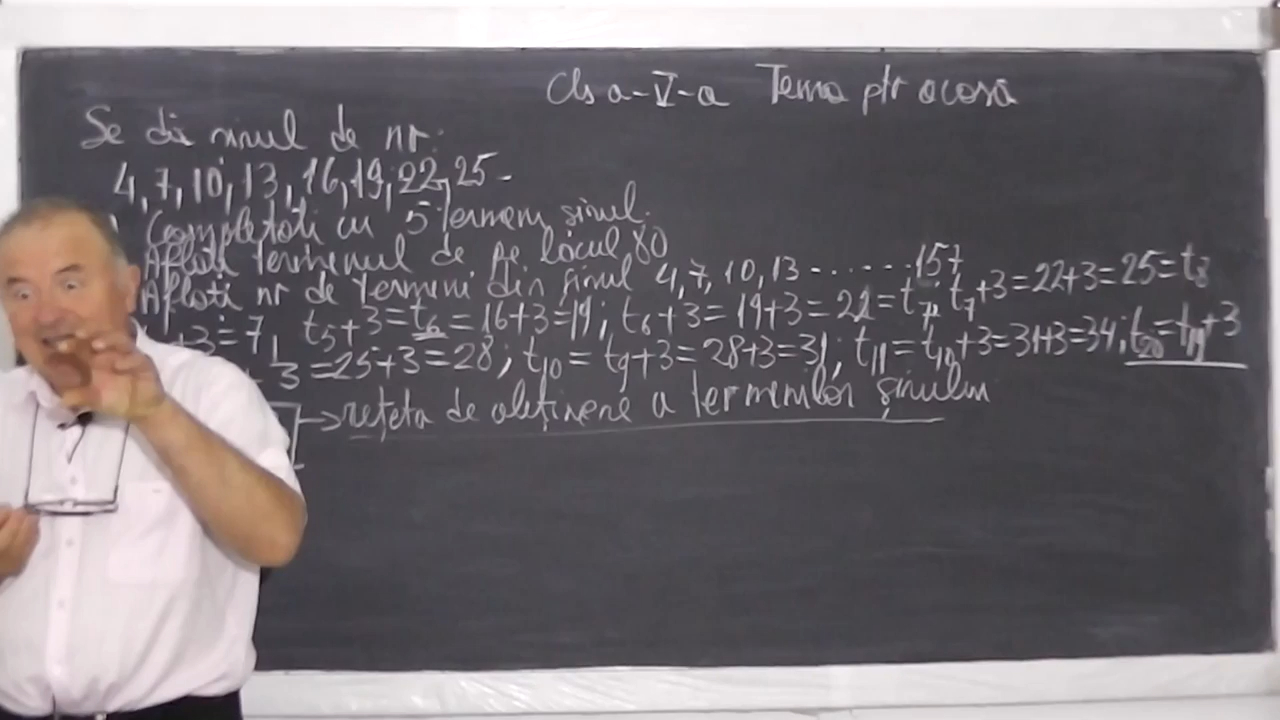 Cls a-V-a Tema ptr acasă
Se dă șirul de nr:
4, 7, 10, 13, 16, 19, 22, 25.
Completati cu 5 termeni șirul.
Aflați termenul de pe locul 80
Aflați nr de termeni din șirul 4, 7, 10, 13 ...... 157
+3=7, t5+3=t6=16+3=19; t6+3=19+3=22=t7, t7+3=22+3=25=t8
3=25+3=28; t10=t9+3=28+3=31; t11=t10+3=31+3=34; t20=t19+3
→ rețeta de obținere a termenilor șirului